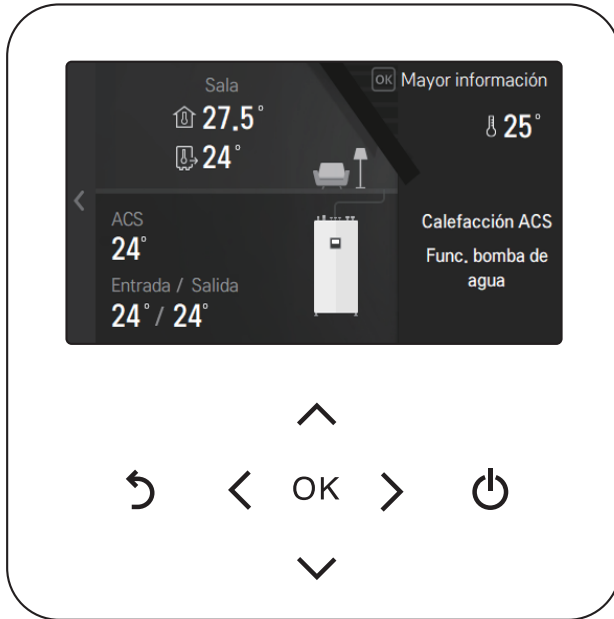 Sala
OK Mayor información
27.5°
25°
24°
ACS
24°
Calefacción ACS
Func. bomba de
agua
Entrada / Salida
24° / 24°
OK